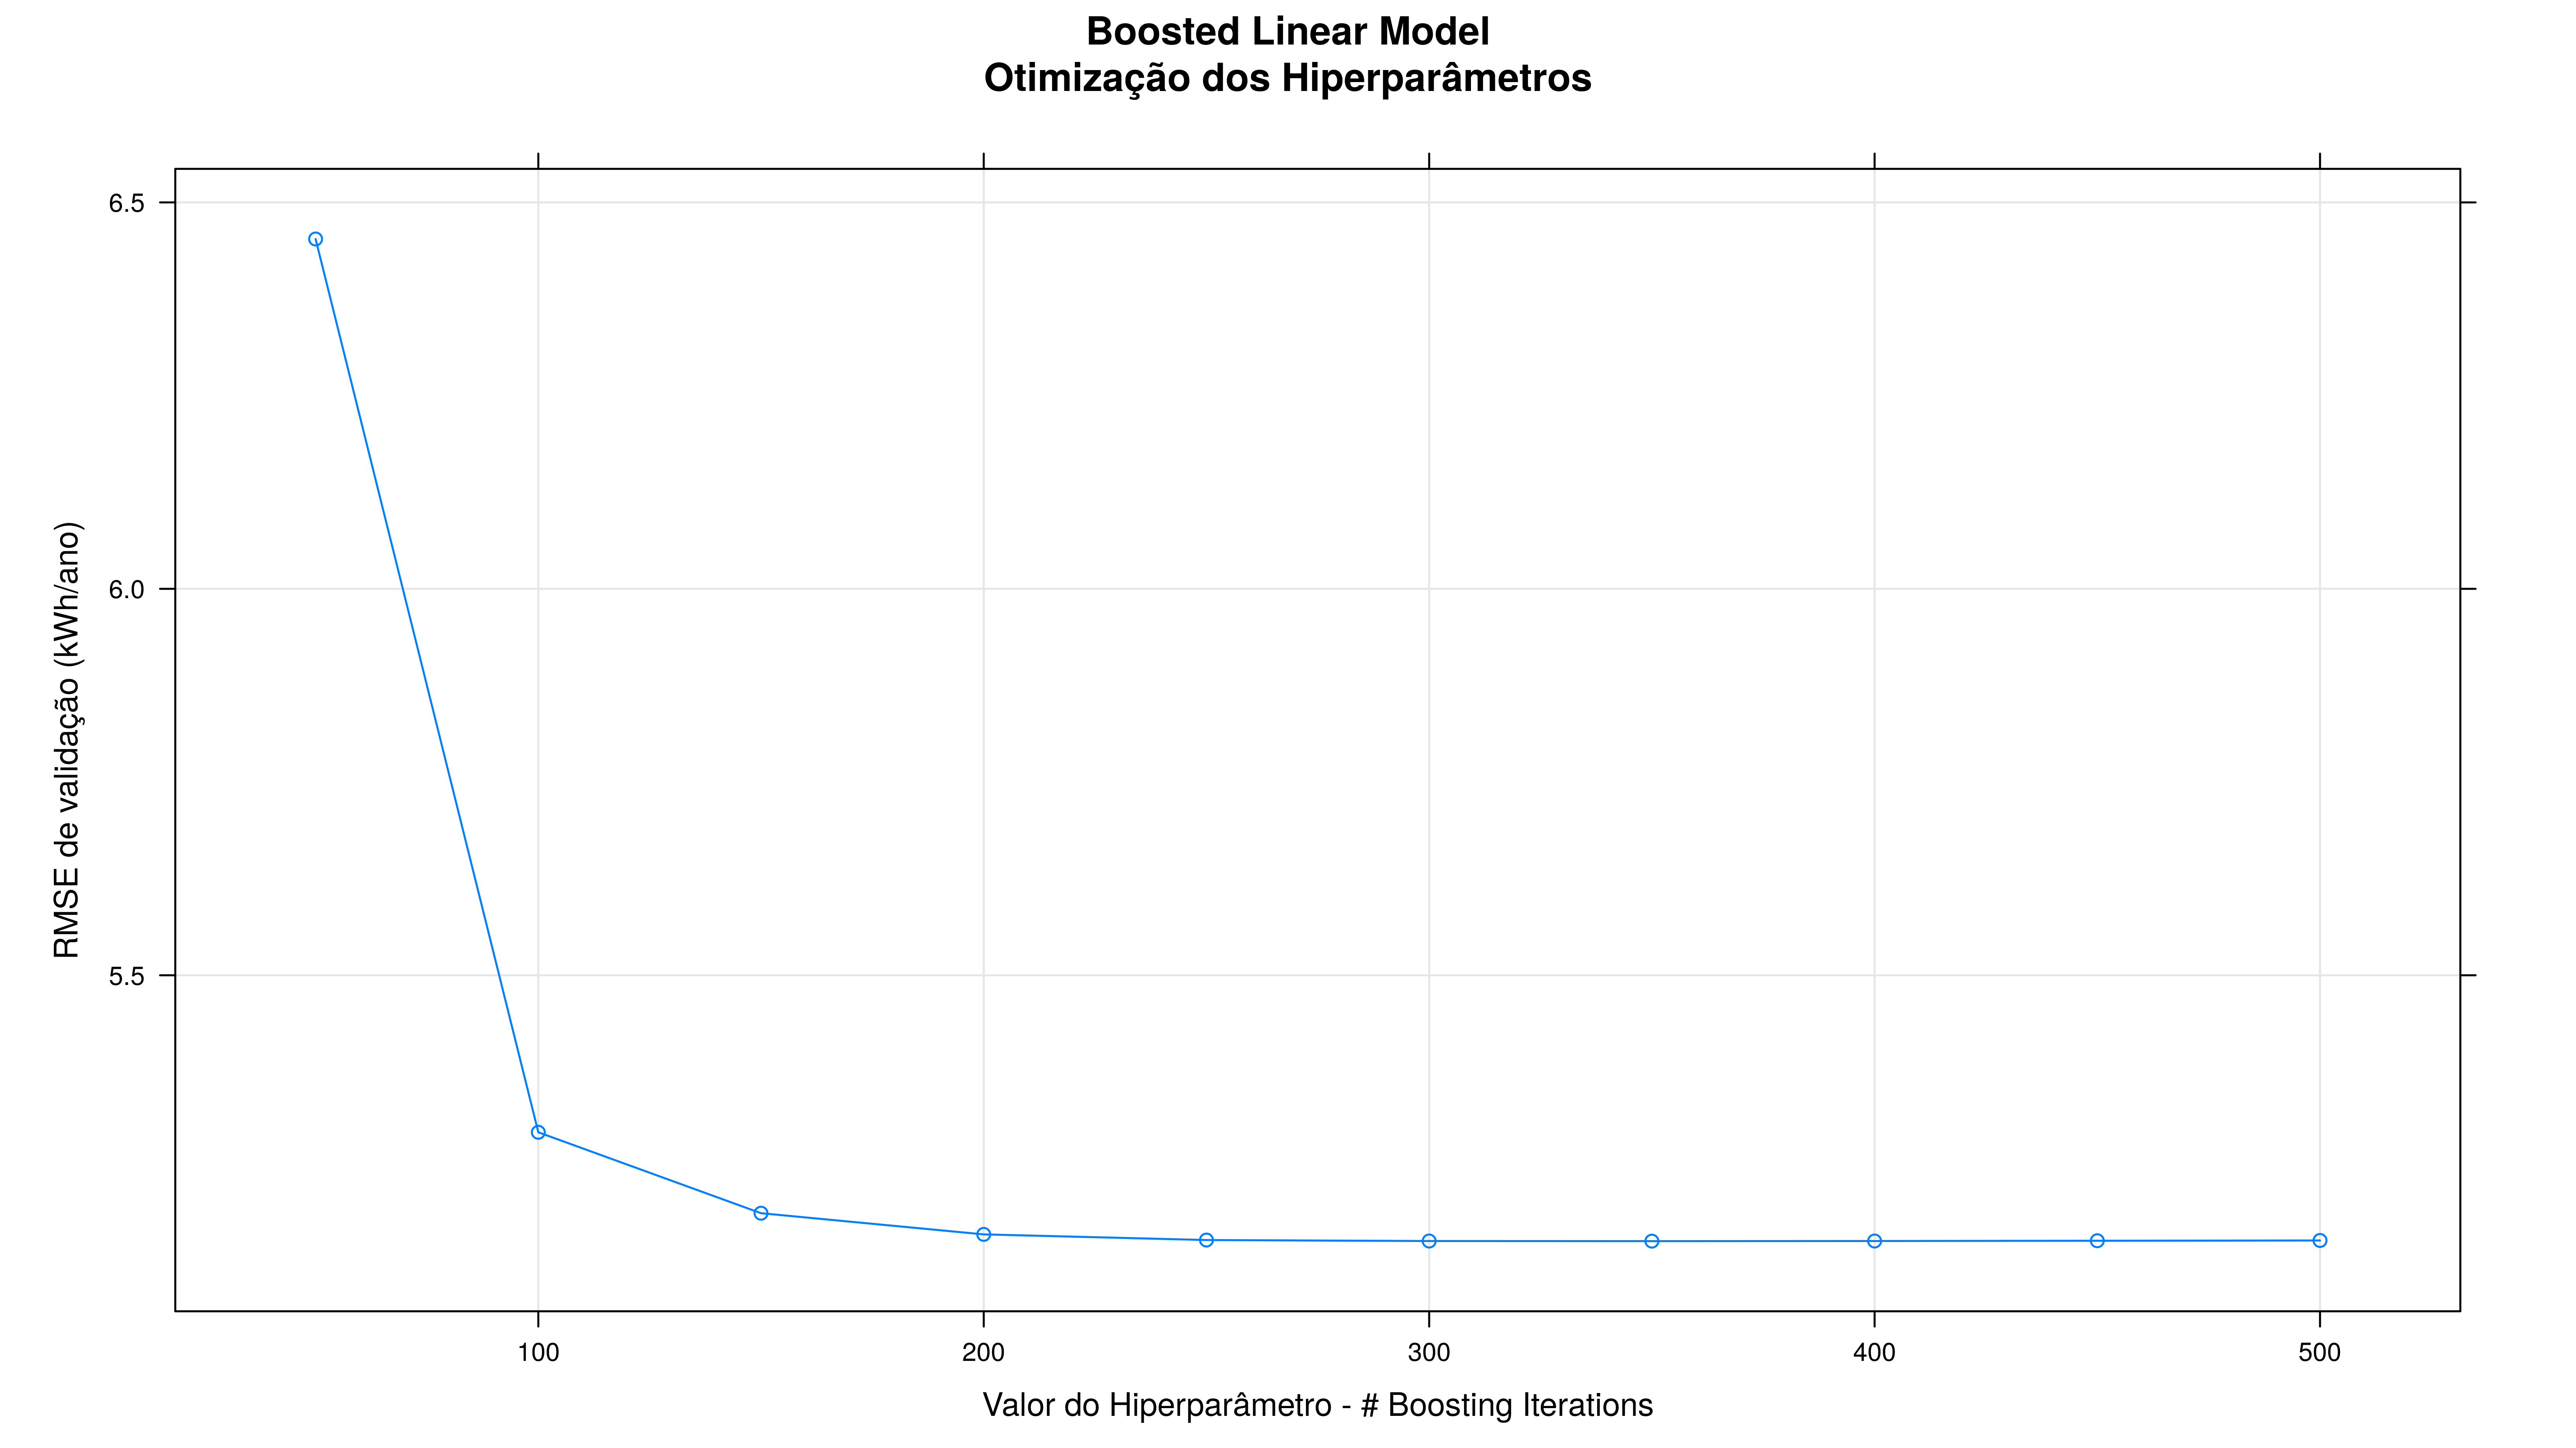 Boosted Linear Model
Otimização dos Hiperparâmetros
RMSE de validação (kWh/ano)
6.5
6.0
5.5
100
200
300
400
500
Valor do Hiperparâmetro - # Boosting Iterations